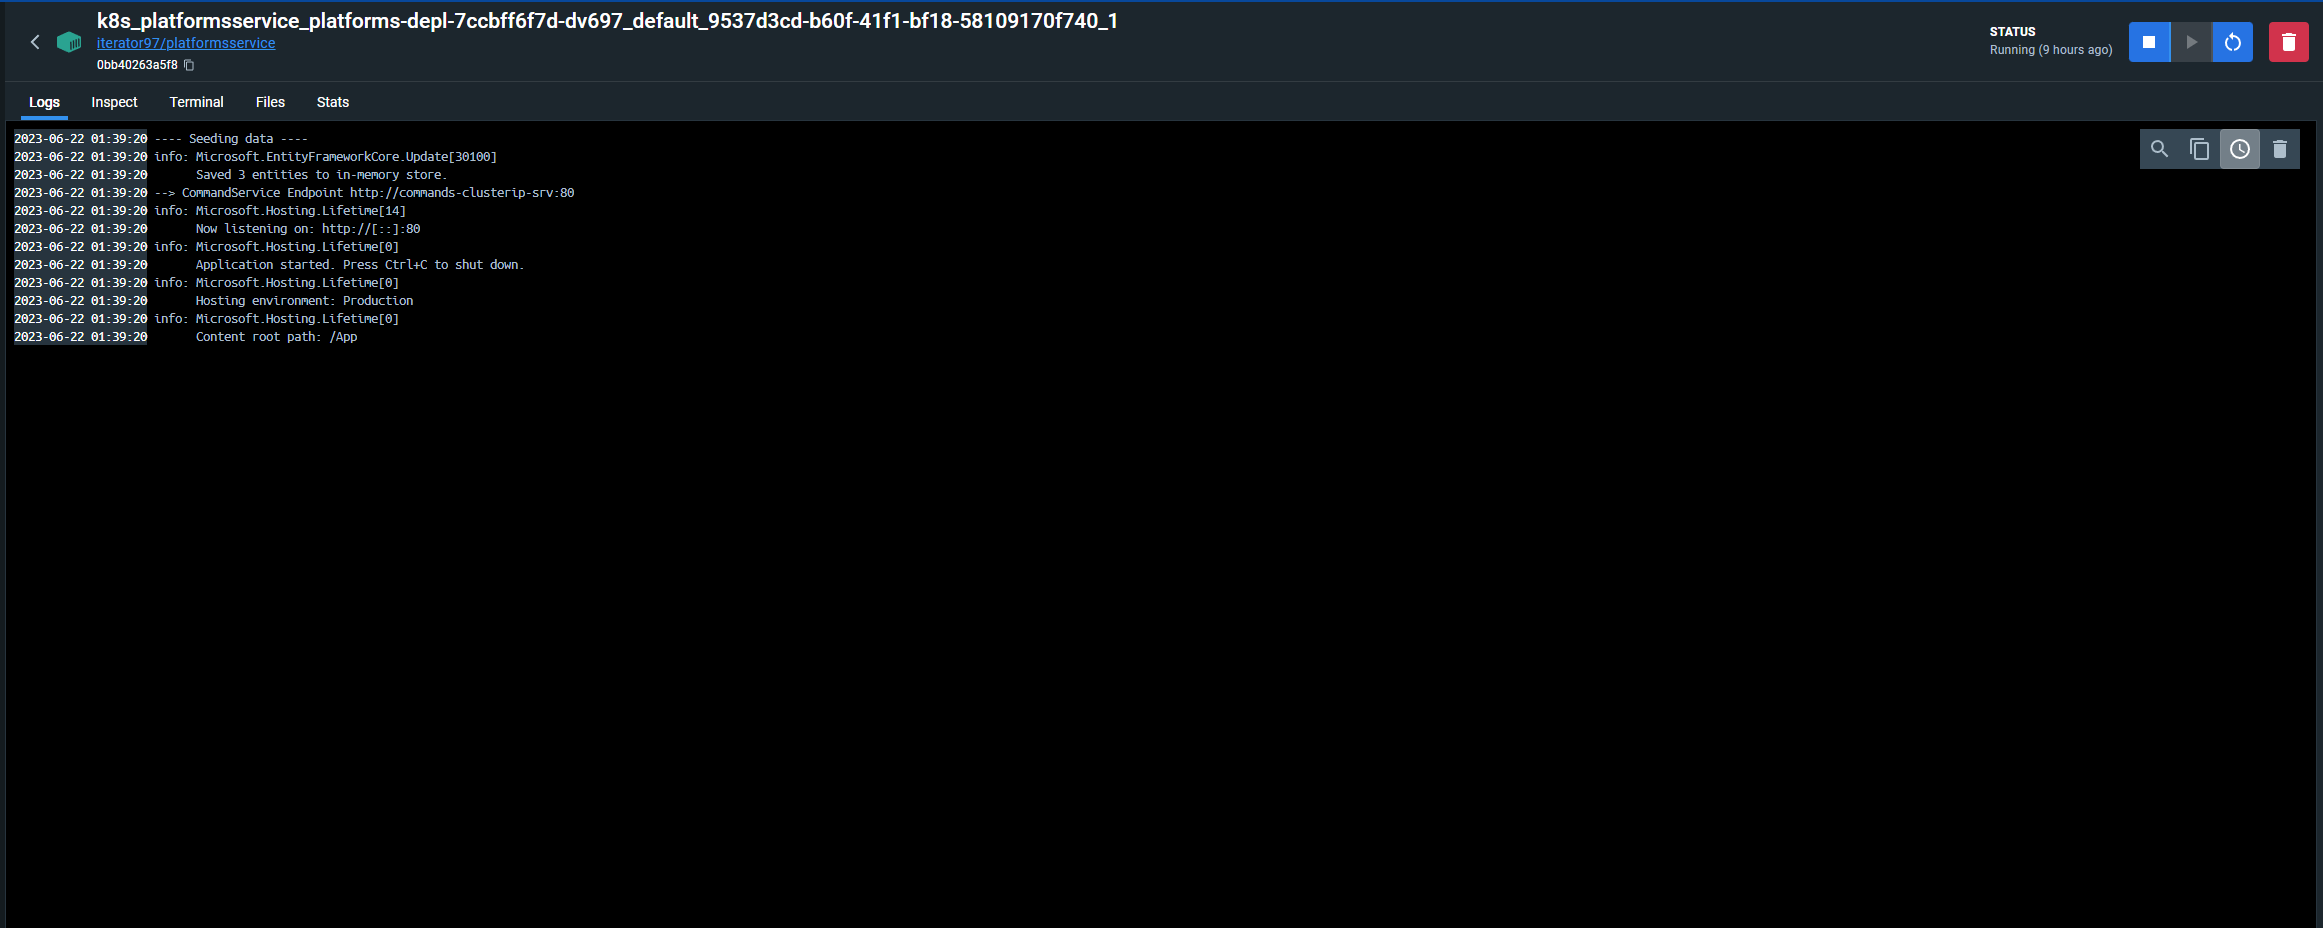 k8s_platformsservice_platforms-depl-7ccbff6f7d-dv697_default_9537d3cd-b60f-41f1-bf18-58109170f740_1
iterator97/platformsservice
0bb40263a5f8
STATUS
Running (9 hours ago)
Logs Inspect Terminal Files Stats
2023-06-22 01:39:20 ---- Seeding data ----
2023-06-22 01:39:20 info: Microsoft.EntityFrameworkCore.Update[30100]
2023-06-22 01:39:20       Saved 3 entities to in-memory store.
2023-06-22 01:39:20 --> CommandService Endpoint http://commands-clusterip-srv:80
2023-06-22 01:39:20 info: Microsoft.Hosting.Lifetime[14]
2023-06-22 01:39:20       Now listening on: http://[::]:80
2023-06-22 01:39:20 info: Microsoft.Hosting.Lifetime[0]
2023-06-22 01:39:20       Application started. Press Ctrl+C to shut down.
2023-06-22 01:39:20 info: Microsoft.Hosting.Lifetime[0]
2023-06-22 01:39:20       Hosting environment: Production
2023-06-22 01:39:20 info: Microsoft.Hosting.Lifetime[0]
2023-06-22 01:39:20       Content root path: /App